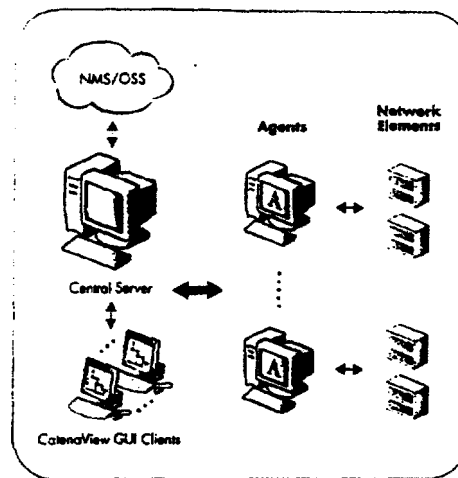 NMS/OSS
Agents
Network
Elements
A
Central Server
A
CatenaView GUI Clients